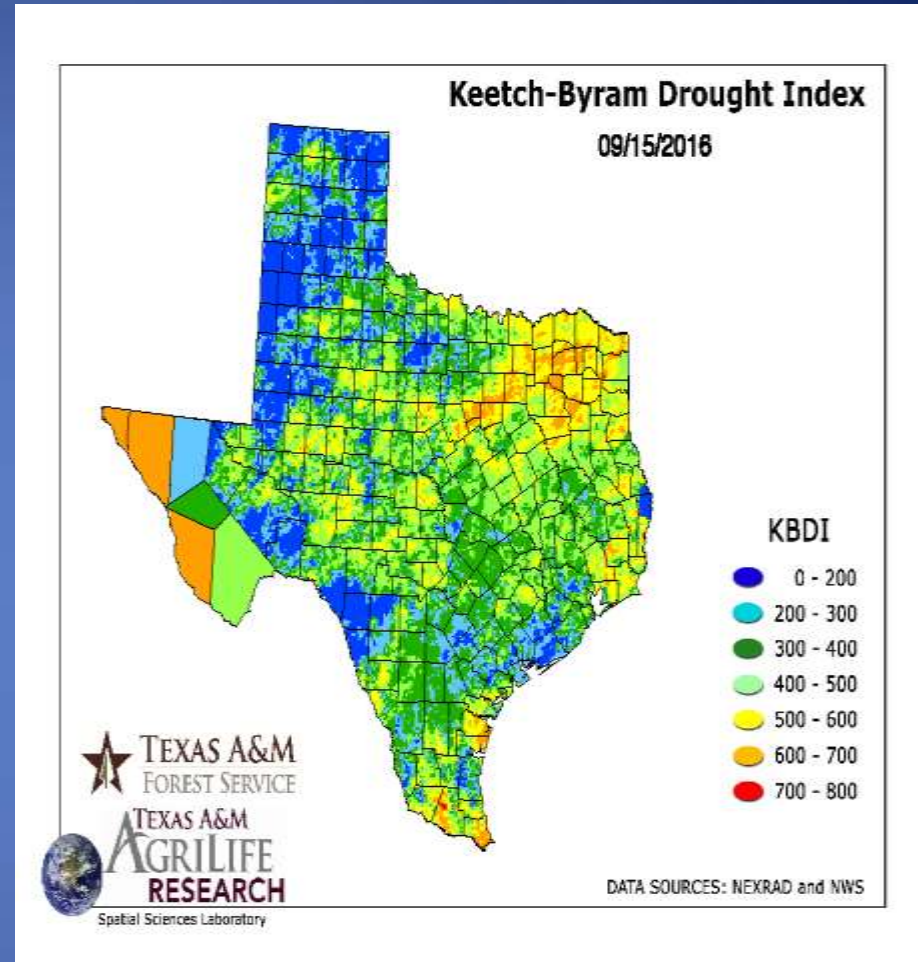 Keetch-Byram Drought Index
09/15/2016
KBDI
0 - 200
200 - 300
300 - 400
400 - 500
500 - 600
600 - 700
700 - 800
TEXAS A&M
FOREST SERVICE
TEXAS A&M
AGRILIFE
RESEARCH
Spatial Sciences Laboratory
DATA SOURCES: NEXRAD and NWS